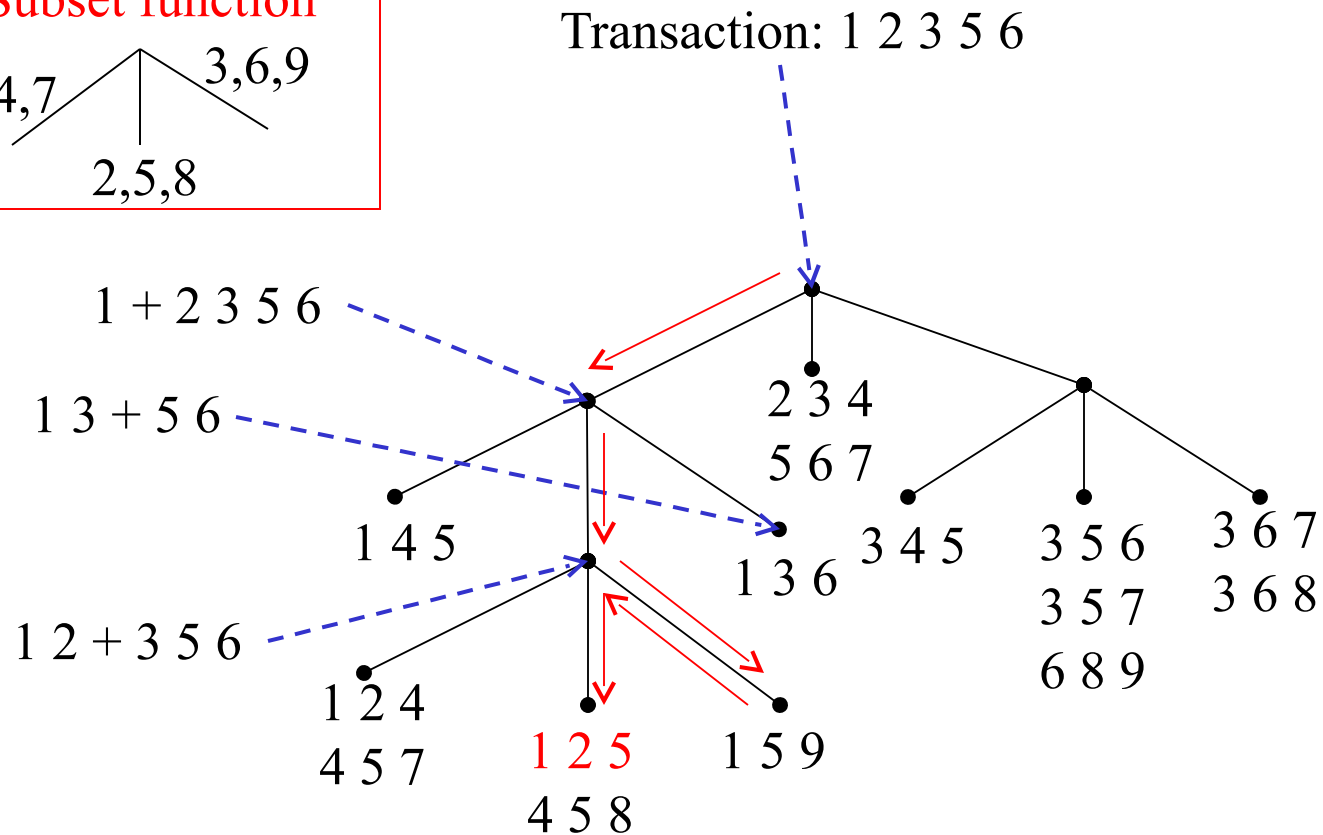 Subset function
Transaction: 1 2 3 5 6
4,7
3,6,9
2,5,8
1 + 2 3 5 6
1 3 + 5 6
2 3 4
5 6 7
1 4 5
1 3 6
3 4 5
3 5 6
3 5 7
6 8 9
3 6 7
3 6 8
1 2 + 3 5 6
1 2 4
4 5 7
1 2 5
4 5 8
1 5 9